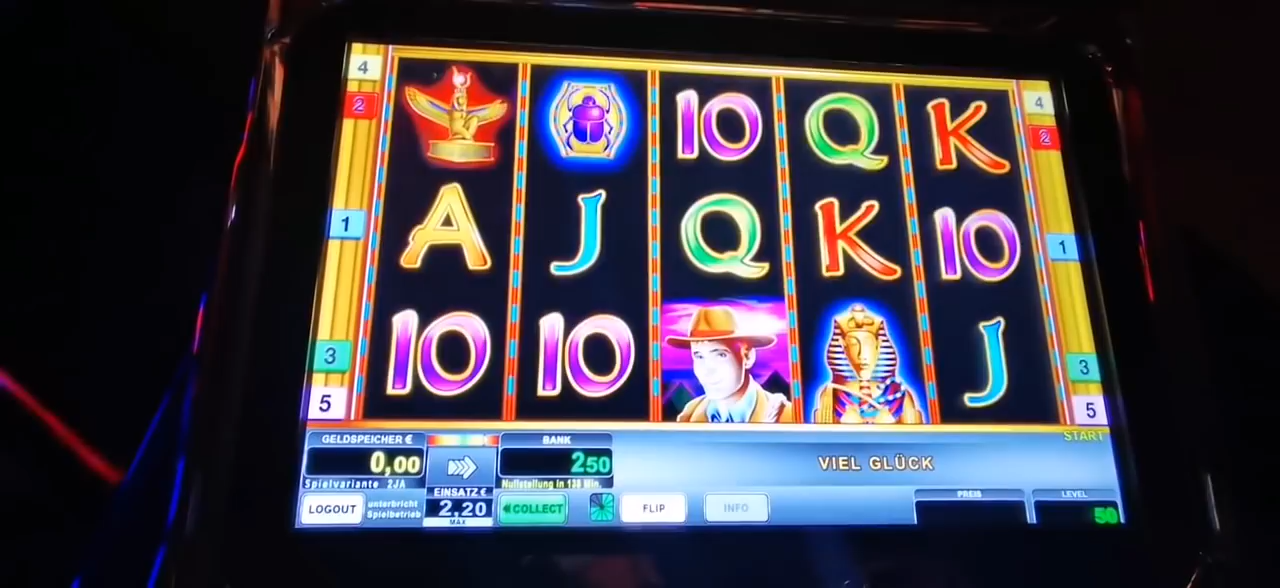 4
4
2
2
10 Q K
1
A J Q K 10
1
10 10 J
3
3
5
5
START
GELDSPEICHER €
BANK
0,00
250
VIEL GLÜCK
Spielvariante 2JA
Nullstellung in 138 Min.
EINSATZ €
PREIS
LEVEL
LOGOUT
unterbricht
Spielbetrieb
2,20
MAX
COLLECT
FLIP
INFO
50